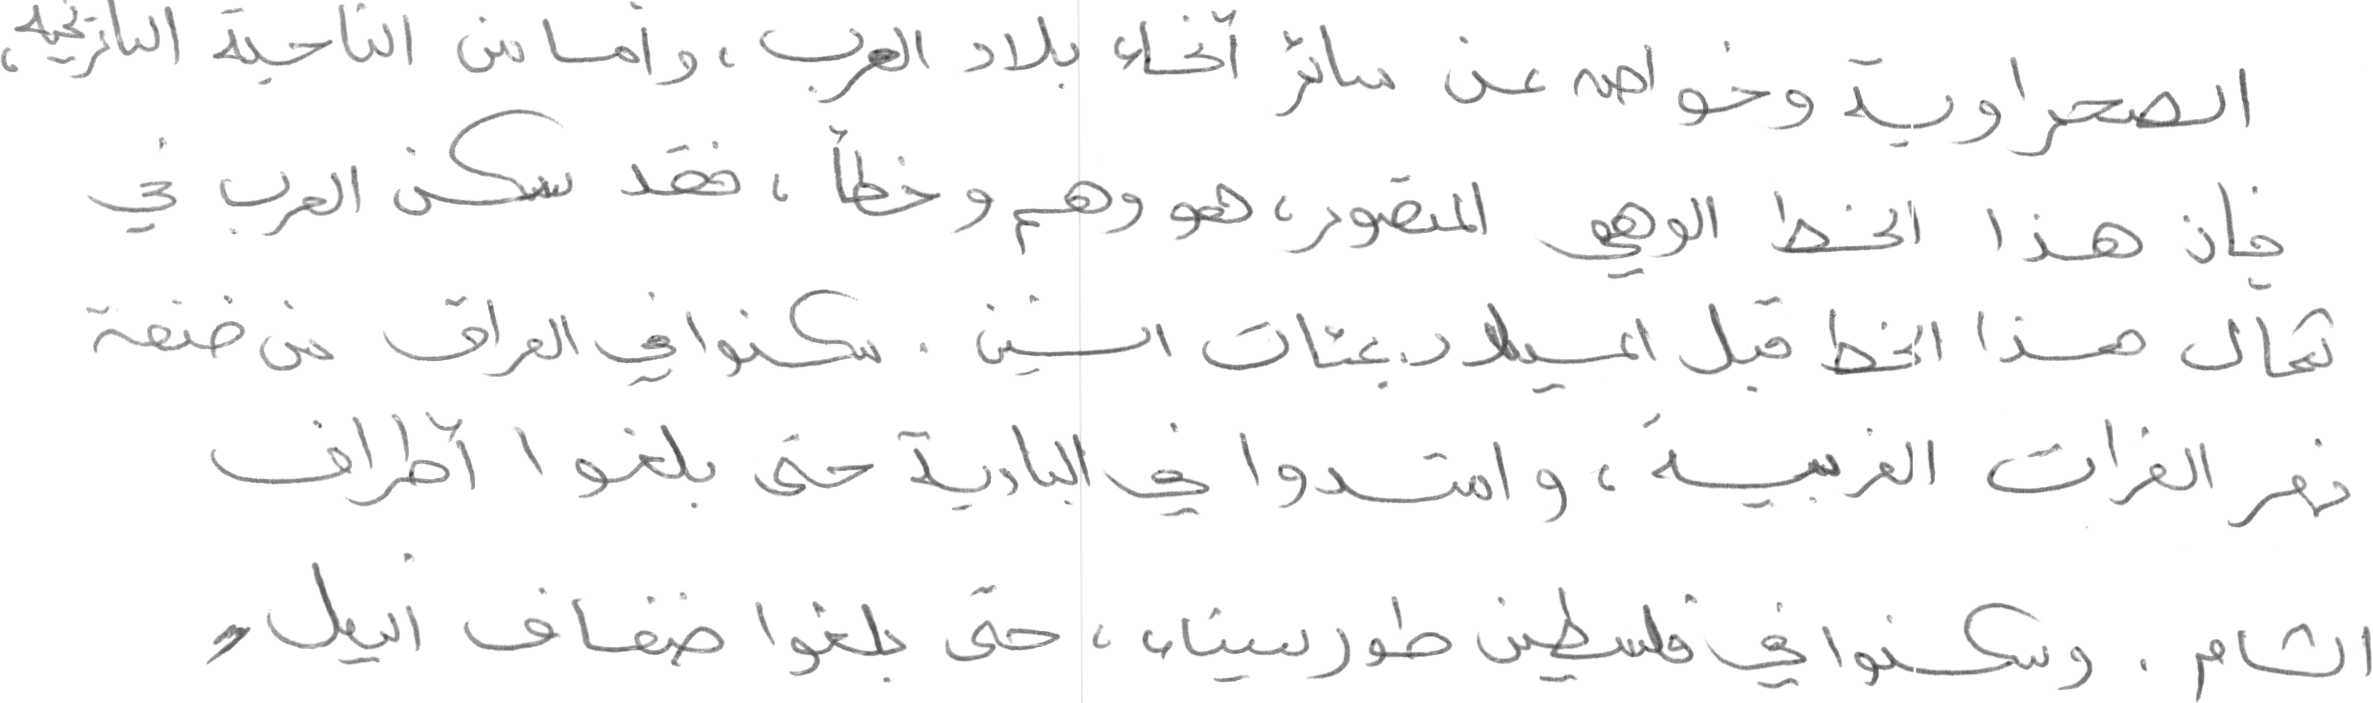 الصحراوية وخواصه عن سائر أنحاء بلاد العرب، وأما من الناحية التأريخية،
فإن هذا الخط الوهمي المتصور، هو وهم وخطأ، فقد سكن العرب في
شمال هذا الخط قبل الميلاد بمئات السنين. سكنوا في العراق من ضفة
نهر الفرات الغربية، وامتدوا في البادية حتى بلغوا أطراف
الشام. وسكنوا في فلسطين طور سيناء، حتى بلغوا ضفاف النيل